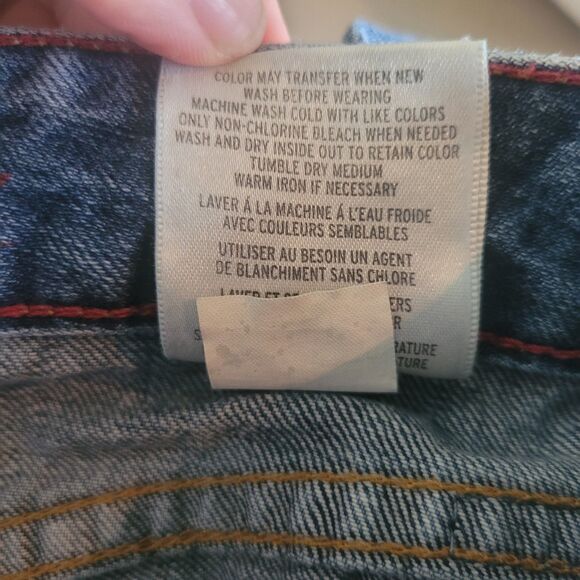 COLOR MAY TRANSFER WHEN NEW
WASH BEFORE WEARING
MACHINE WASH COLD WITH LIKE COLORS
ONLY NON-CHLORINE BLEACH WHEN NEEDED
WASH AND DRY INSIDE OUT TO RETAIN COLOR
TUMBLE DRY MEDIUM
WARM IRON IF NECESSARY
LAVER Á LA MACHINE Á L'EAU FROIDE
AVEC COULEURS SEMBLABLES
UTILISER AU BESOIN UN AGENT
DE BLANCHIMENT SANS CHLORE
LAVER ET